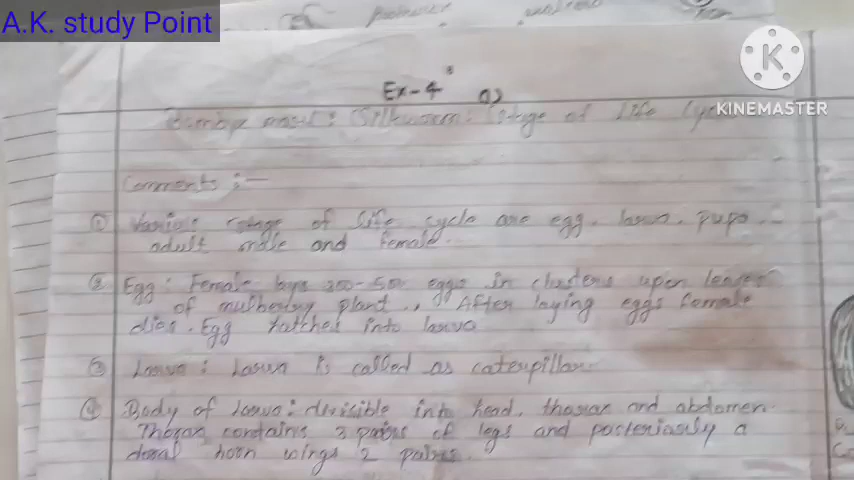 A.K. study Point
KINEMASTER
Ex-4 a)
Silkworm: Stage of life
Comments :-
① Various stage of life cycle are egg, larva, pupa
adult male and female.
② Egg: Female lays 300-500 eggs in clusters upon leaves
of mulberry plant., After laying eggs female
dies. Egg hatches into larva
③ Larva: Larva is called as caterpillar
④ Body of Larva: divisible into head, thorax and abdomen.
Thorax contains 3 pairs of legs and posteriorly a
dorsal horn wings 2 pairs.